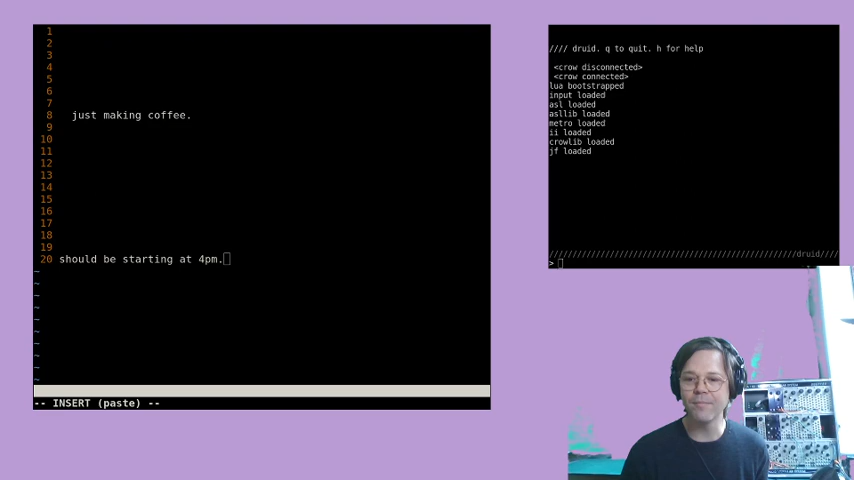 1
2
3
4
5
6
7
8 just making coffee.
9
10
11
12
13
14
15
16
17
18
19
20 should be starting at 4pm.
~
~
~
~
~
~
~
~
~
~
-- INSERT (paste) --
//// druid. q to quit. h for help
<crow disconnected>
<crow connected>
lua bootstrapped
input loaded
asl loaded
asllib loaded
metro loaded
ii loaded
crowlib loaded
jf loaded
/////////////////////////////////////////////////////druid////
>